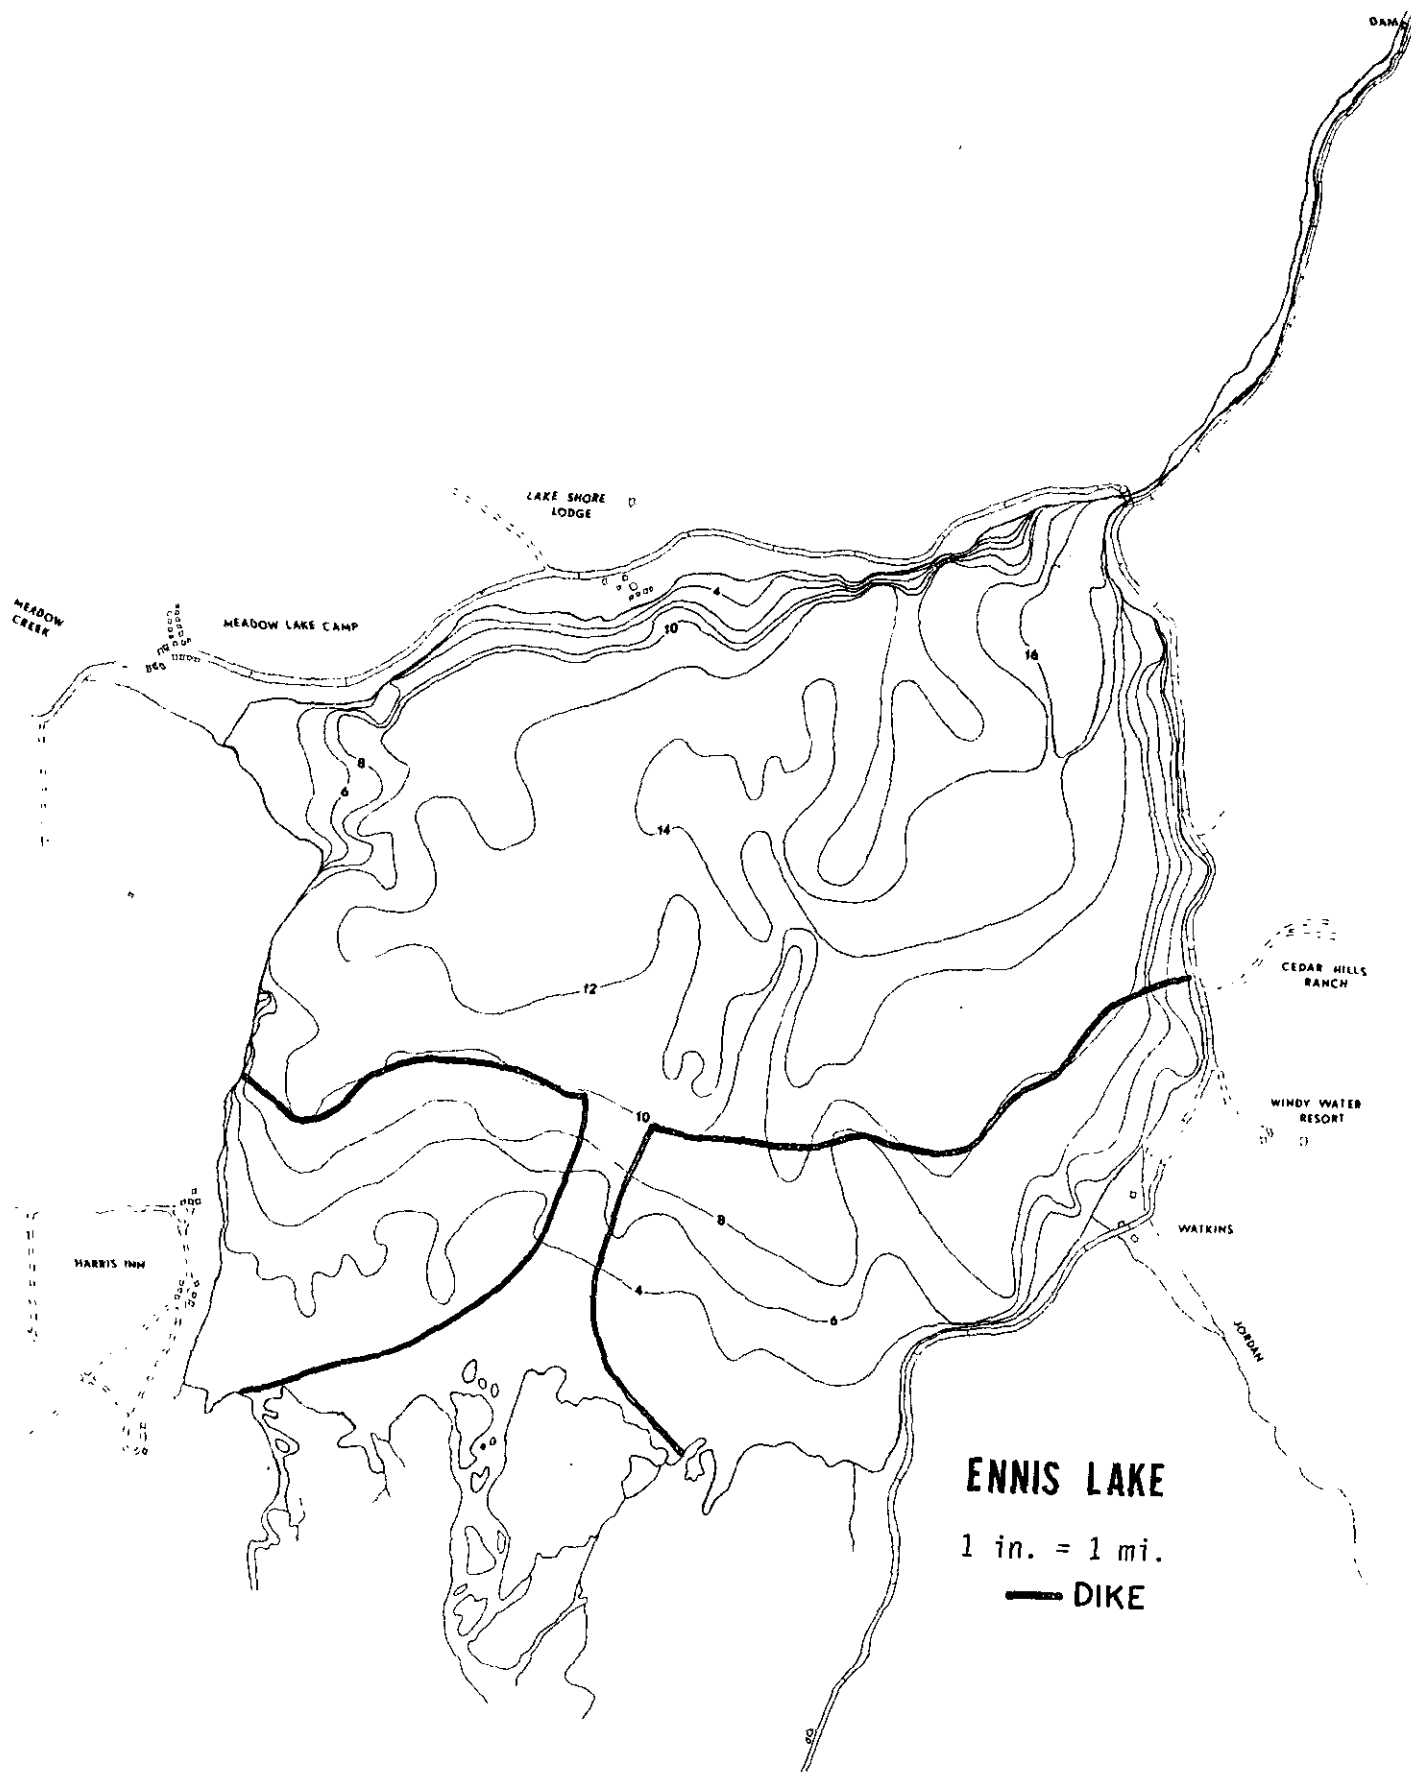 DAM
LAKE SHORE
LODGE
4
MEADOW
CREEK
MEADOW LAKE CAMP
10
16
8
6
14
CEDAR HILLS
RANCH
12
WINDY WATER
RESORT
10
8
WATKINS
HARRIS INN
4
6
JORDAN
ENNIS LAKE
1 in. = 1 mi.
DIKE